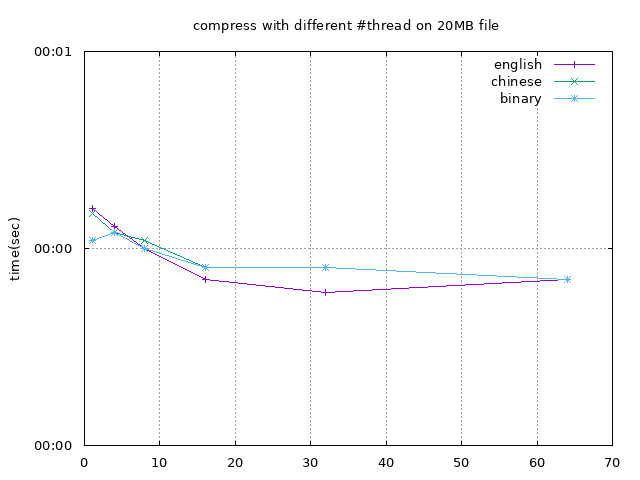 compress with different #thread on 20MB file
00:01
english
chinese
binary
00:00
time(sec)
00:00
0 10 20 30 40 50 60 70